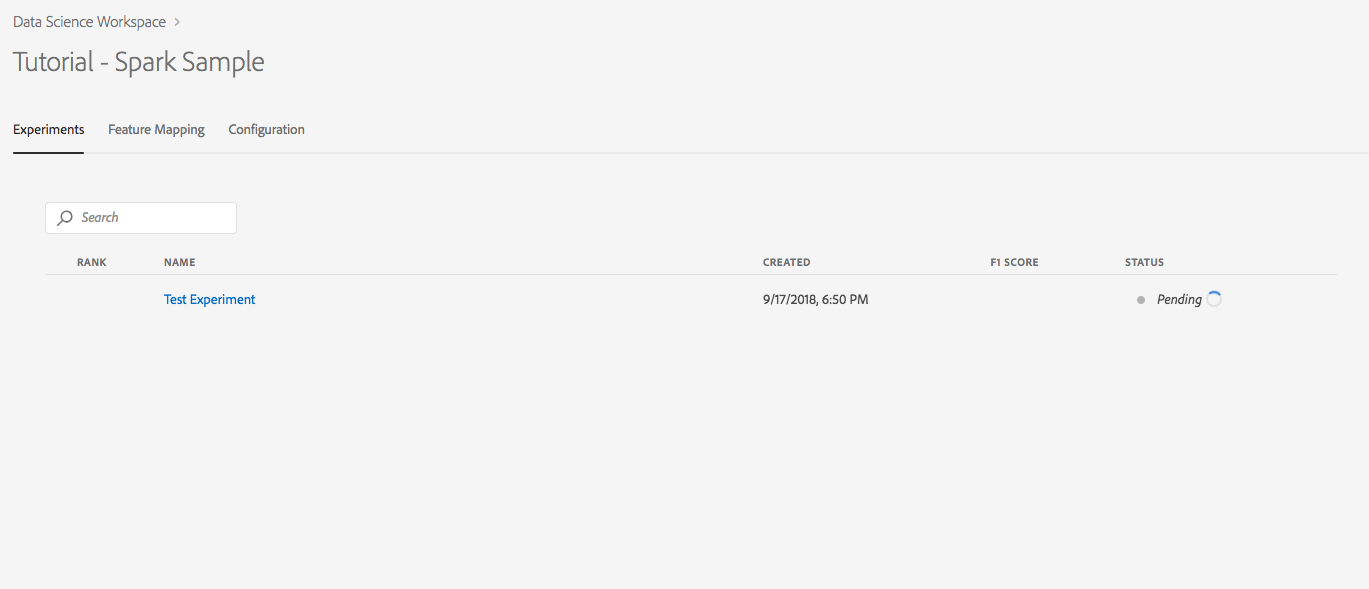 Data Science Workspace >
Tutorial - Spark Sample
Experiments Feature Mapping Configuration
Search
RANK NAME CREATED F1 SCORE STATUS
Test Experiment 9/17/2018, 6:50 PM Pending